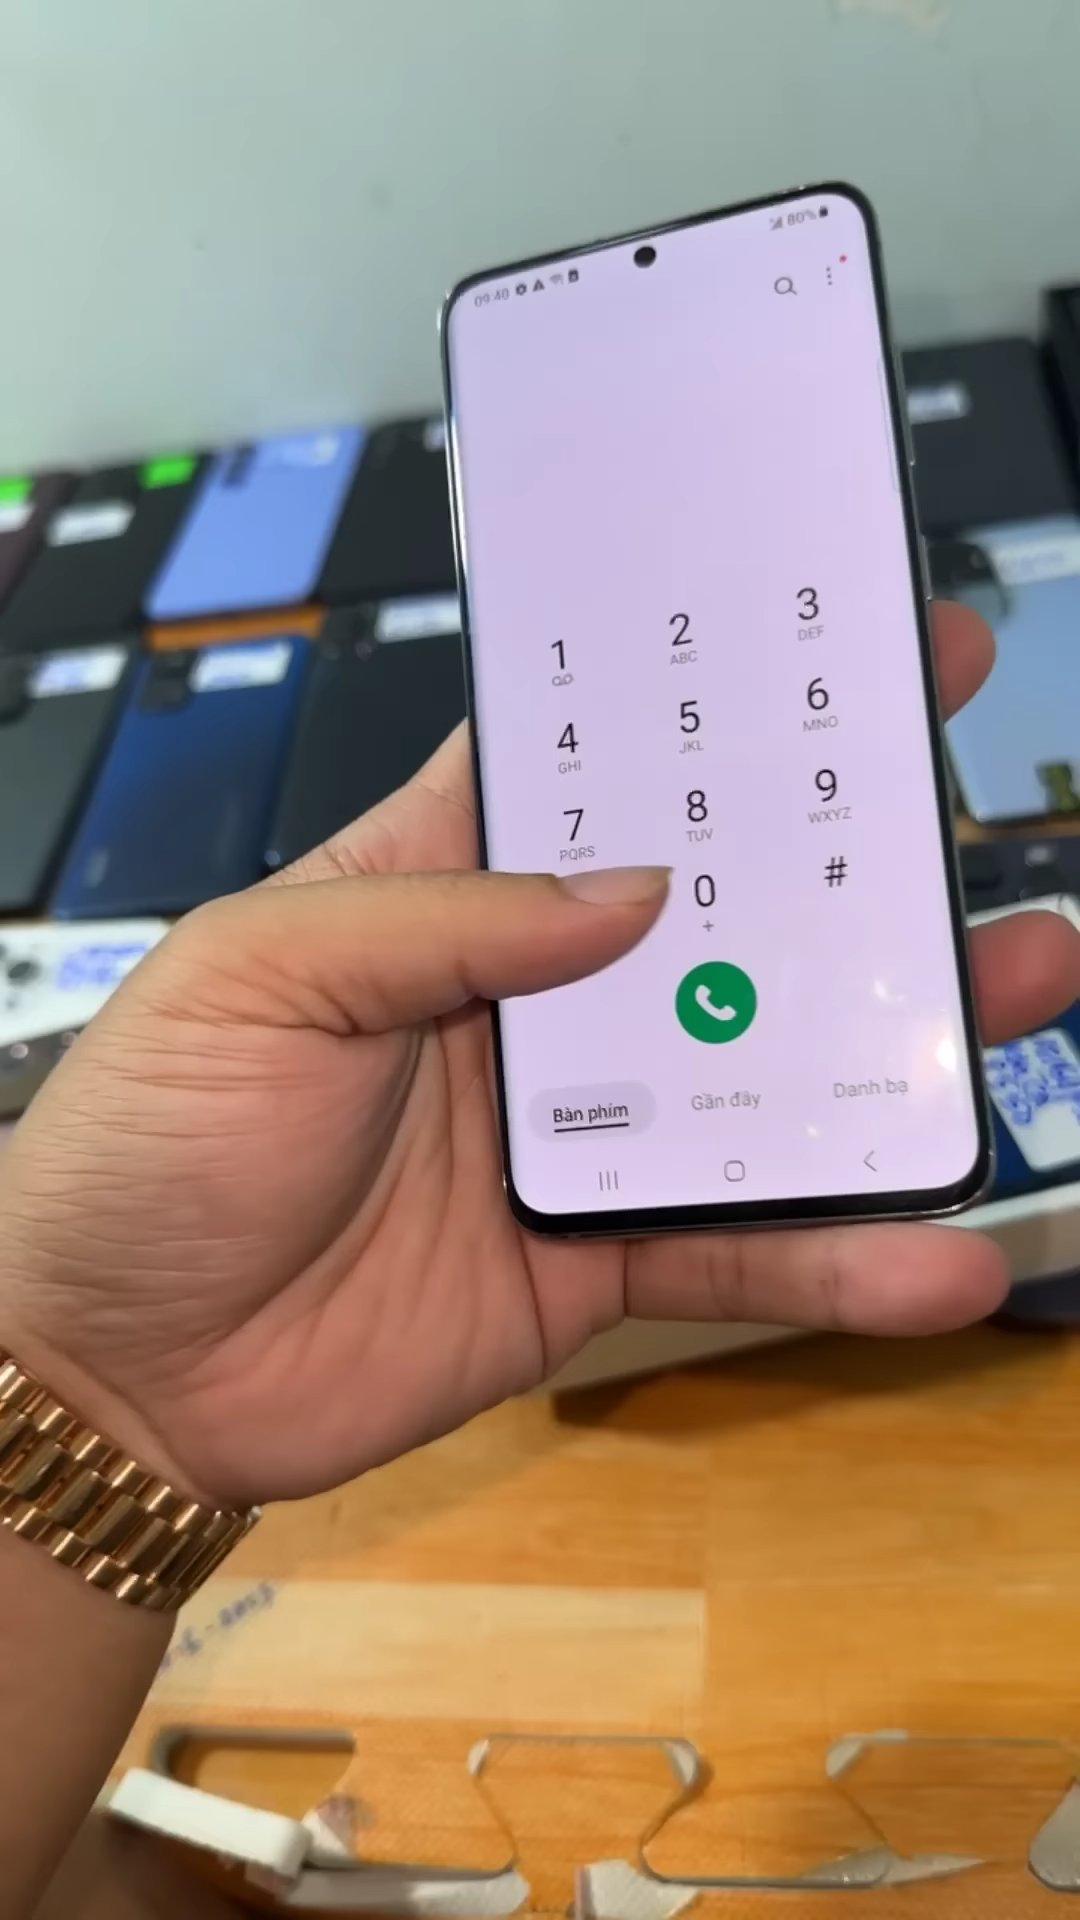 09:40
80%
1
2
ABC
3
DEF
4
GHI
5
JKL
6
MNO
7
PQRS
8
TUV
9
WXYZ
0
+
#
Bàn phím
Gần đây
Danh bạ